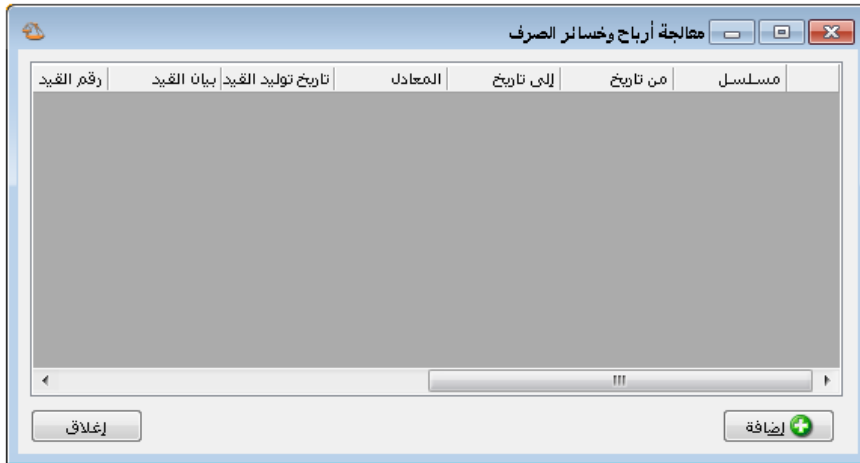 معالجة أرباح وخسائر الصرف
مسلسل من تاريخ إلى تاريخ المعادل تاريخ توليد القيد بيان القيد رقم القيد
إضافة إغلاق